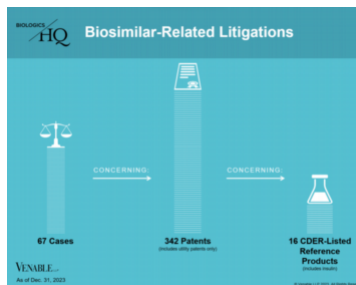 BIOLOGICS
HQ
Biosimilar-Related Litigations
CONCERNING:
CONCERNING:
67 Cases
342 Patents
(includes utility patents only)
16 CDER-Listed
Reference
Products
(includes insulin)
VENABLE LLP
As of Dec. 31, 2023